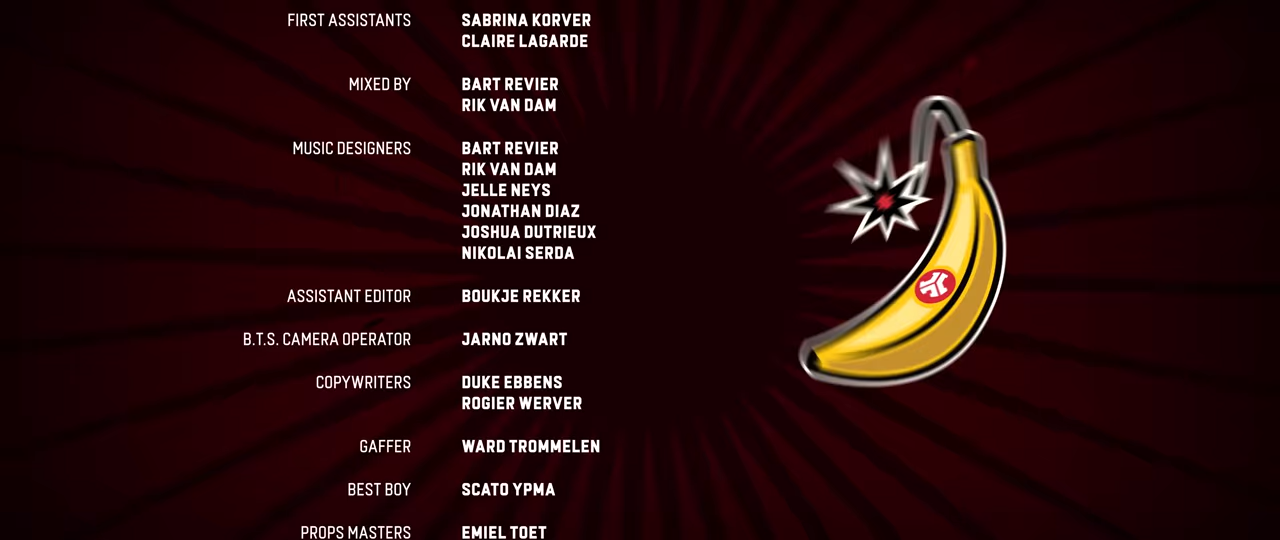 FIRST ASSISTANTS SABRINA KORVER
CLAIRE LAGARDE
MIXED BY BART REVIER
RIK VAN DAM
MUSIC DESIGNERS BART REVIER
RIK VAN DAM
JELLE NEYS
JONATHAN DIAZ
JOSHUA DUTRIEUX
NIKOLAI SERDA
ASSISTANT EDITOR BOUKJE REKKER
B.T.S. CAMERA OPERATOR JARNO ZWART
COPYWRITERS DUKE EBBENS
ROGIER WERVER
GAFFER WARD TROMMELEN
BEST BOY SCATO YPMA
PROPS MASTERS EMIEL TOET